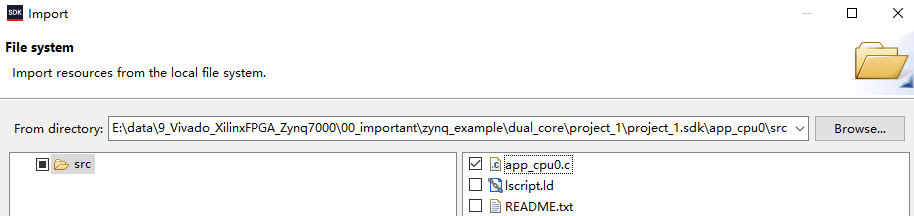 SDK Import
File system
Import resources from the local file system.
From directory: E:\data\9_Vivado_XilinxFPGA_Zynq7000\00_important\zynq_example\dual_core\project_1\project_1.sdk\app_cpu0\src Browse...
src
.c app_cpu0.c
lscript.ld
README.txt